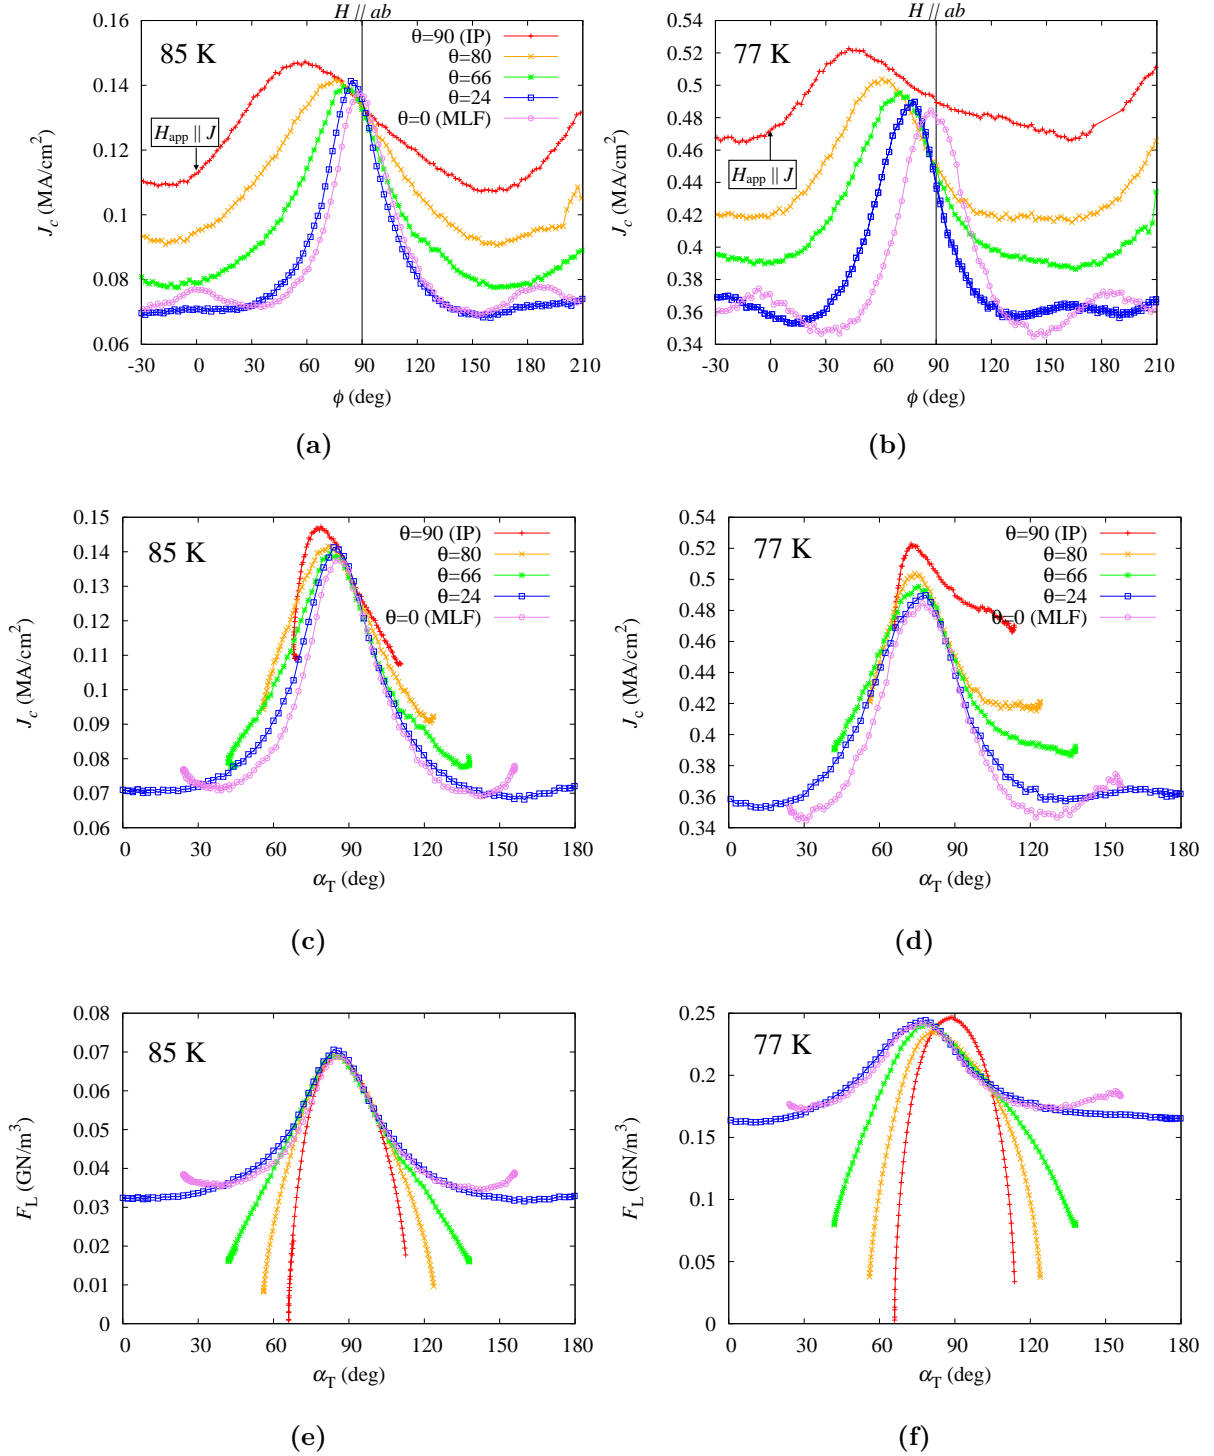 H // ab
85 K
θ=90 (IP)
θ=80
θ=66
θ=24
θ=0 (MLF)
H_app || J
0.16
0.14
0.12
0.1
0.08
0.06
J_c (MA/cm^2)
-30 0 30 60 90 120 150 180 210
ϕ (deg)
(a)
H // ab
77 K
H_app || J
0.54
0.52
0.5
0.48
0.46
0.44
0.42
0.4
0.38
0.36
0.34
J_c (MA/cm^2)
-30 0 30 60 90 120 150 180 210
ϕ (deg)
(b)
85 K
θ=90 (IP)
θ=80
θ=66
θ=24
θ=0 (MLF)
0.15
0.14
0.13
0.12
0.11
0.1
0.09
0.08
0.07
0.06
J_c (MA/cm^2)
0 30 60 90 120 150 180
α_T (deg)
(c)
77 K
θ=90 (IP)
θ=80
θ=66
θ=24
θ=0 (MLF)
0.54
0.52
0.5
0.48
0.46
0.44
0.42
0.4
0.38
0.36
0.34
J_c (MA/cm^2)
0 30 60 90 120 150 180
α_T (deg)
(d)
85 K
0.08
0.07
0.06
0.05
0.04
0.03
0.02
0.01
0
F_L (GN/m^3)
0 30 60 90 120 150 180
α_T (deg)
(e)
77 K
0.25
0.2
0.15
0.1
0.05
0
F_L (GN/m^3)
0 30 60 90 120 150 180
α_T (deg)
(f)